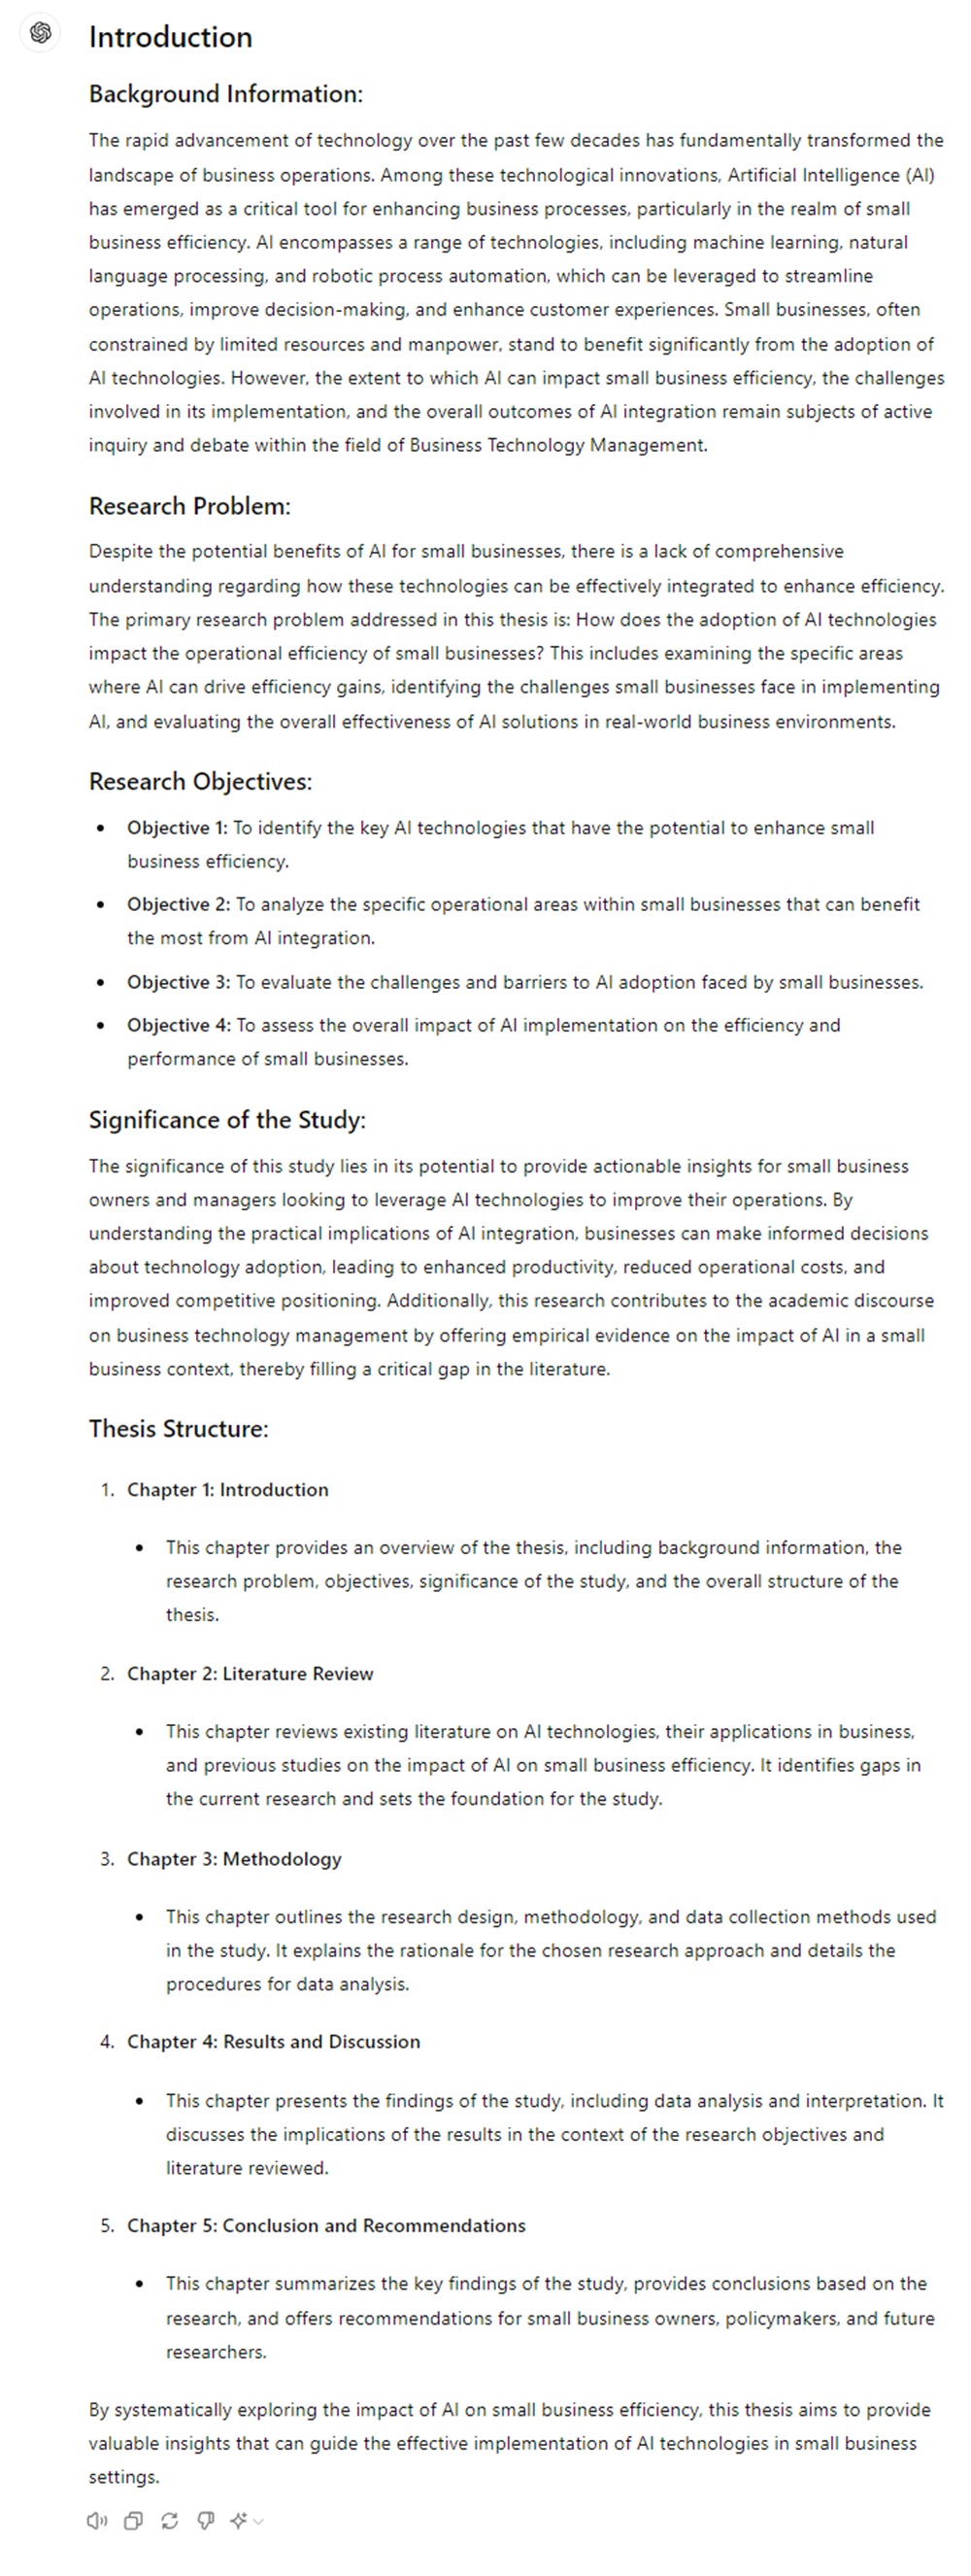 Introduction
Background Information:
The rapid advancement of technology over the past few decades has fundamentally transformed the
landscape of business operations. Among these technological innovations, Artificial Intelligence (AI)
has emerged as a critical tool for enhancing business processes, particularly in the realm of small
business efficiency. AI encompasses a range of technologies, including machine learning, natural
language processing, and robotic process automation, which can be leveraged to streamline
operations, improve decision-making, and enhance customer experiences. Small businesses, often
constrained by limited resources and manpower, stand to benefit significantly from the adoption of
AI technologies. However, the extent to which AI can impact small business efficiency, the challenges
involved in its implementation, and the overall outcomes of AI integration remain subjects of active
inquiry and debate within the field of Business Technology Management.
Research Problem:
Despite the potential benefits of AI for small businesses, there is a lack of comprehensive
understanding regarding how these technologies can be effectively integrated to enhance efficiency.
The primary research problem addressed in this thesis is: How does the adoption of AI technologies
impact the operational efficiency of small businesses? This includes examining the specific areas
where AI can drive efficiency gains, identifying the challenges small businesses face in implementing
AI, and evaluating the overall effectiveness of AI solutions in real-world business environments.
Research Objectives:
• Objective 1: To identify the key AI technologies that have the potential to enhance small
business efficiency.
• Objective 2: To analyze the specific operational areas within small businesses that can benefit
the most from AI integration.
• Objective 3: To evaluate the challenges and barriers to AI adoption faced by small businesses.
• Objective 4: To assess the overall impact of AI implementation on the efficiency and
performance of small businesses.
Significance of the Study:
The significance of this study lies in its potential to provide actionable insights for small business
owners and managers looking to leverage AI technologies to improve their operations. By
understanding the practical implications of AI integration, businesses can make informed decisions
about technology adoption, leading to enhanced productivity, reduced operational costs, and
improved competitive positioning. Additionally, this research contributes to the academic discourse
on business technology management by offering empirical evidence on the impact of AI in a small
business context, thereby filling a critical gap in the literature.
Thesis Structure:
1. Chapter 1: Introduction
• This chapter provides an overview of the thesis, including background information, the
research problem, objectives, significance of the study, and the overall structure of the
thesis.
2. Chapter 2: Literature Review
• This chapter reviews existing literature on AI technologies, their applications in business,
and previous studies on the impact of AI on small business efficiency. It identifies gaps in
the current research and sets the foundation for the study.
3. Chapter 3: Methodology
• This chapter outlines the research design, methodology, and data collection methods used
in the study. It explains the rationale for the chosen research approach and details the
procedures for data analysis.
4. Chapter 4: Results and Discussion
• This chapter presents the findings of the study, including data analysis and interpretation. It
discusses the implications of the results in the context of the research objectives and
literature reviewed.
5. Chapter 5: Conclusion and Recommendations
• This chapter summarizes the key findings of the study, provides conclusions based on the
research, and offers recommendations for small business owners, policymakers, and future
researchers.
By systematically exploring the impact of AI on small business efficiency, this thesis aims to provide
valuable insights that can guide the effective implementation of AI technologies in small business
settings.